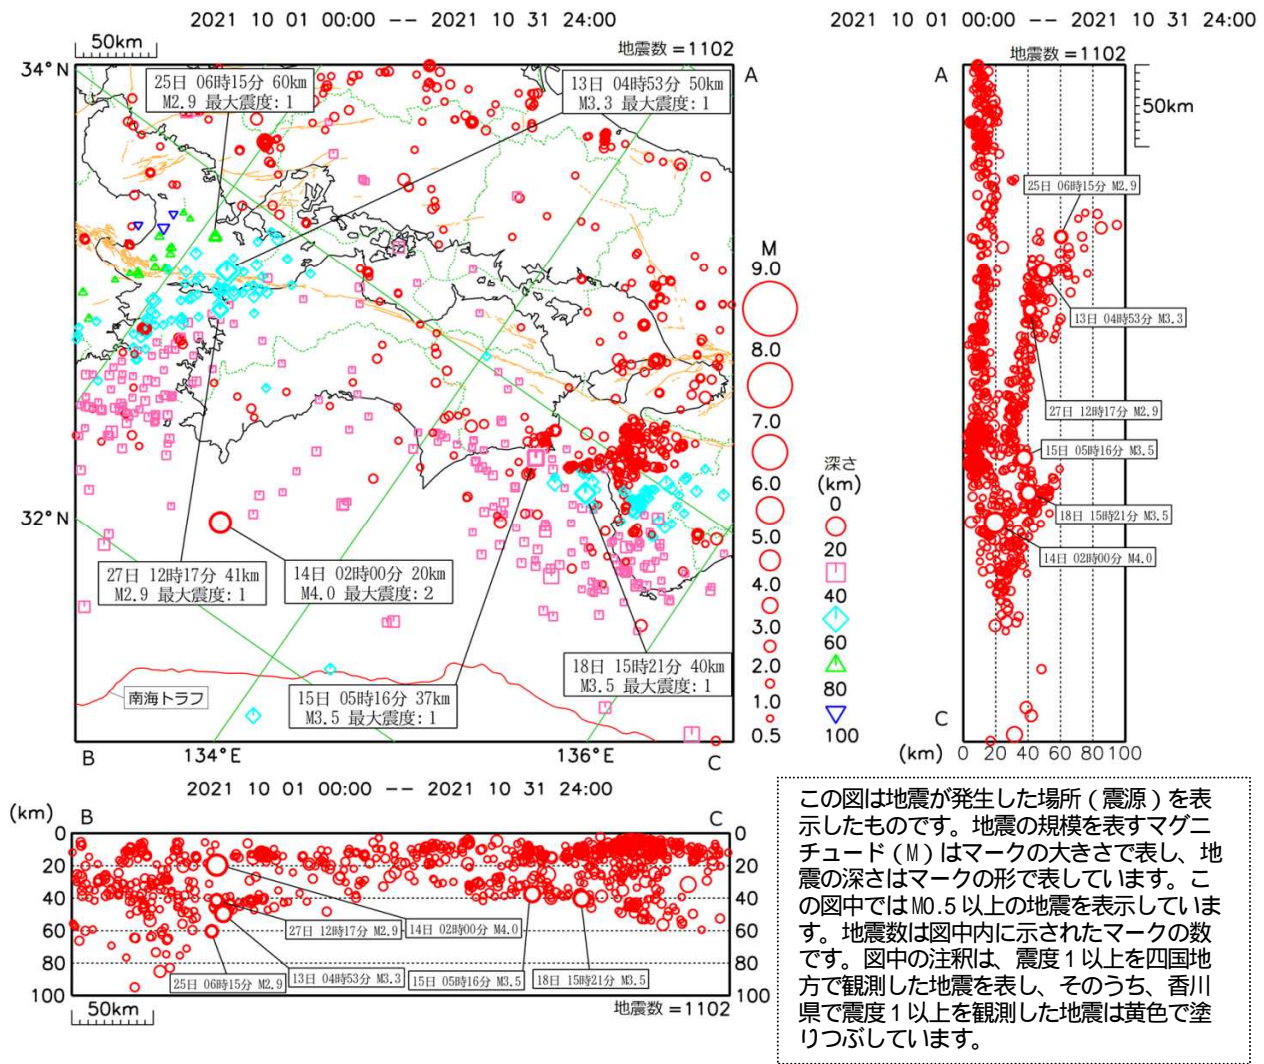 2021 10 01 00:00 -- 2021 10 31 24:00
50km
地震数 =1102
34°N
32°N
134°E
136°E
A
B
C
25日 06時15分 60km
M2.9 最大震度: 1
13日 04時53分 50km
M3.3 最大震度: 1
27日 12時17分 41km
M2.9 最大震度: 1
14日 02時00分 20km
M4.0 最大震度: 2
18日 15時21分 40km
M3.5 最大震度: 1
15日 05時16分 37km
M3.5 最大震度: 1
南海トラフ
M
9.0
8.0
7.0
6.0
5.0
4.0
3.0
2.0
1.0
0.5
深さ
(km)
0
20
40
60
80
100
2021 10 01 00:00 -- 2021 10 31 24:00
地震数 =1102
A
50km
25日 06時15分 M2.9
13日 04時53分 M3.3
27日 12時17分 M2.9
15日 05時16分 M3.5
18日 15時21分 M3.5
14日 02時00分 M4.0
C
(km) 0 20 40 60 80 100
2021 10 01 00:00 -- 2021 10 31 24:00
(km) B C
0 0
20 20
40 40
60 60
80 80
100 100
27日 12時17分 M2.9
14日 02時00分 M4.0
25日 06時15分 M2.9
13日 04時53分 M3.3
15日 05時16分 M3.5
18日 15時21分 M3.5
50km
地震数 =1102
この図は地震が発生した場所(震源)を表
示したものです。地震の規模を表すマグニ
チュード(M)はマークの大きさで表し、地
震の深さはマークの形で表しています。こ
の図中ではM0.5以上の地震を表示していま
す。地震数は図中内に示されたマークの数
です。図中の注釈は、震度1以上を四国地
方で観測した地震を表し、そのうち、香川
県で震度1以上を観測した地震は黄色で塗
りつぶしています。